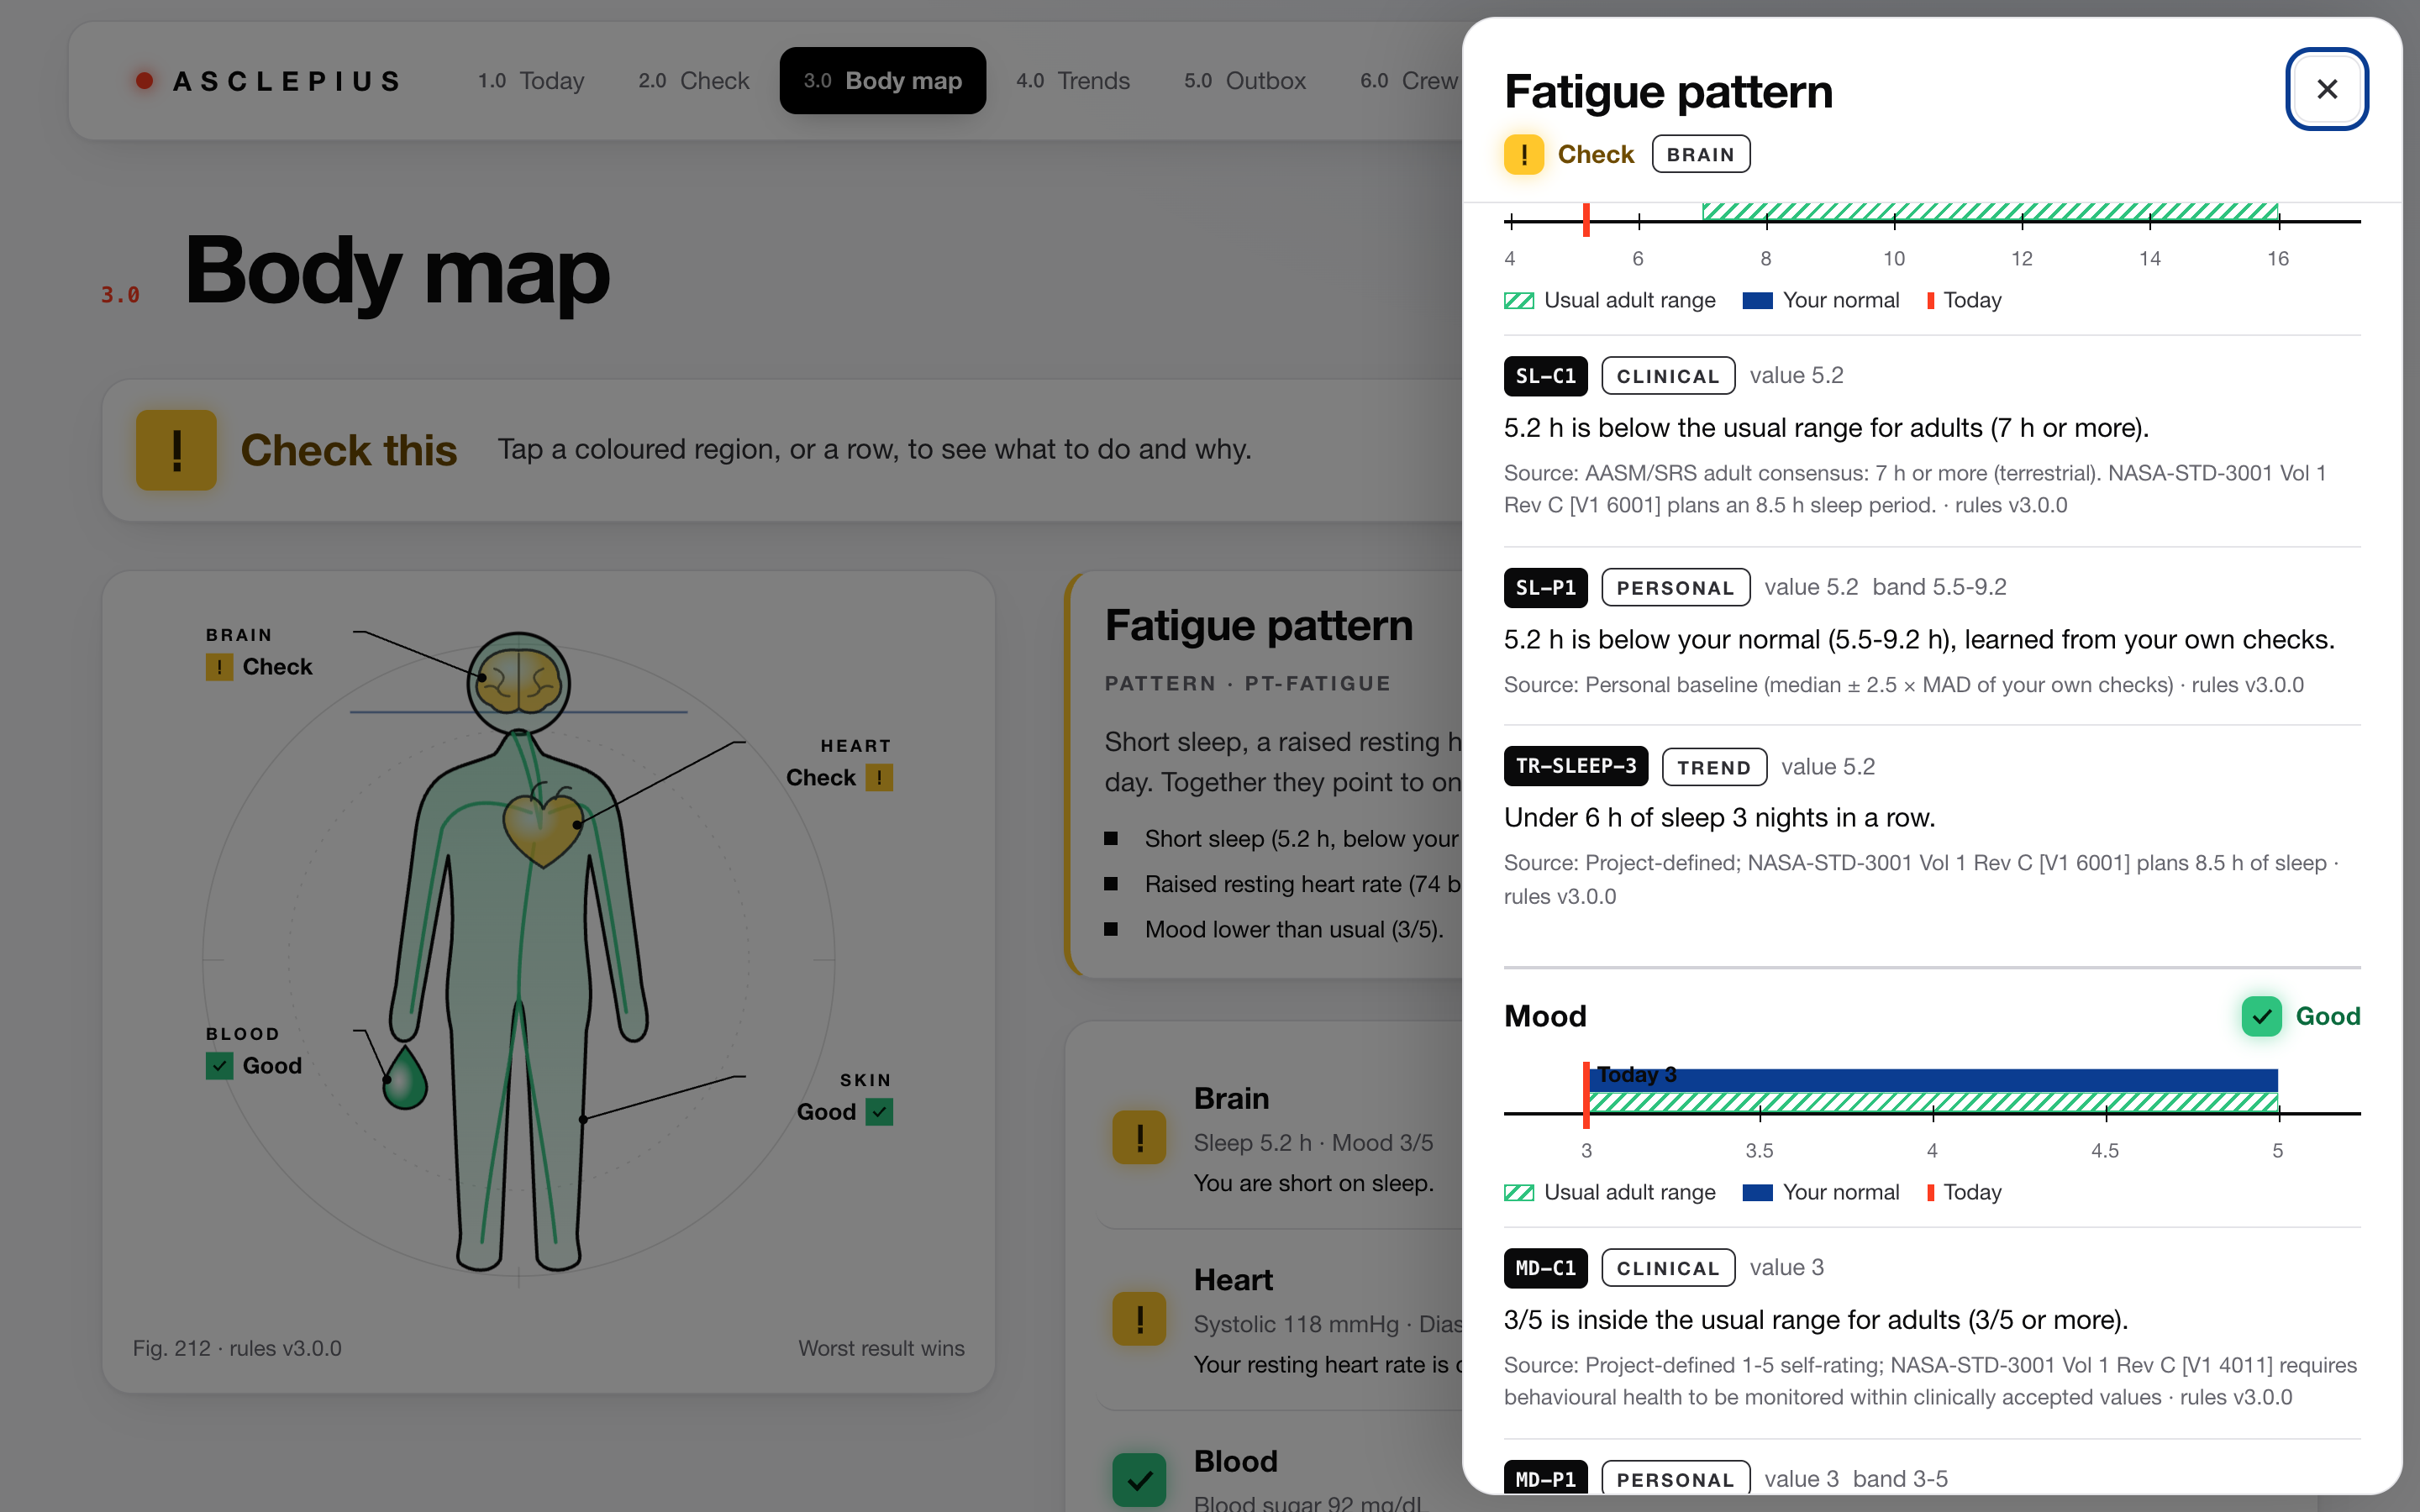 ASCLEPIUS
1.0 Today
2.0 Check
3.0 Body map
4.0 Trends
5.0 Outbox
6.0 Crew
3.0 Body map
! Check this
Tap a coloured region, or a row, to see what to do and why.
BRAIN
! Check
HEART
Check !
BLOOD
Good
SKIN
Good
Fig. 212 · rules v3.0.0
Worst result wins
Fatigue pattern
PATTERN · PT-FATIGUE
Short sleep, a raised resting
day. Together they point to
Short sleep (5.2 h, below your
Raised resting heart rate (74
Mood lower than usual (3/5).
! Brain
Sleep 5.2 h · Mood 3/5
You are short on sleep.
! Heart
Systolic 118 mmHg ·
Your resting heart rate is
Blood
Blood sugar 92 mg/dL
Fatigue pattern
×
! Check
BRAIN
4 6 8 10 12 14 16
Usual adult range
Your normal
Today
SL-C1 CLINICAL value 5.2
5.2 h is below the usual range for adults (7 h or more).
Source: AASM/SRS adult consensus: 7 h or more (terrestrial). NASA-STD-3001 Vol 1
Rev C [V1 6001] plans an 8.5 h sleep period. · rules v3.0.0
SL-P1 PERSONAL value 5.2 band 5.5-9.2
5.2 h is below your normal (5.5-9.2 h), learned from your own checks.
Source: Personal baseline (median ± 2.5 × MAD of your own checks) · rules v3.0.0
TR-SLEEP-3 TREND value 5.2
Under 6 h of sleep 3 nights in a row.
Source: Project-defined; NASA-STD-3001 Vol 1 Rev C [V1 6001] plans 8.5 h of sleep ·
rules v3.0.0
Mood
Good
Today 3
3 3.5 4 4.5 5
Usual adult range
Your normal
Today
MD-C1 CLINICAL value 3
3/5 is inside the usual range for adults (3/5 or more).
Source: Project-defined 1-5 self-rating; NASA-STD-3001 Vol 1 Rev C [V1 4011] requires
behavioural health to be monitored within clinically accepted values · rules v3.0.0
MD-P1 PERSONAL value 3 band 3-5